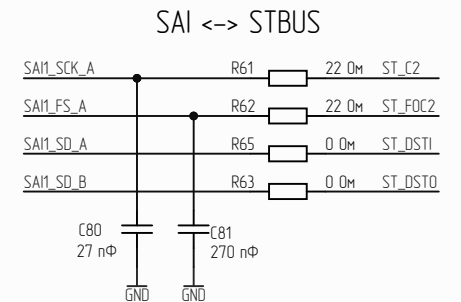 SAI <-> STBUS
SAI1_SCK_A R61 22 Ом ST_C2
SAI1_FS_A R62 22 Ом ST_F0C2
SAI1_SD_A R65 0 Ом ST_DSTI
SAI1_SD_B R63 0 Ом ST_DSTO
C80 C81
27 пФ 270 пФ
GND GND